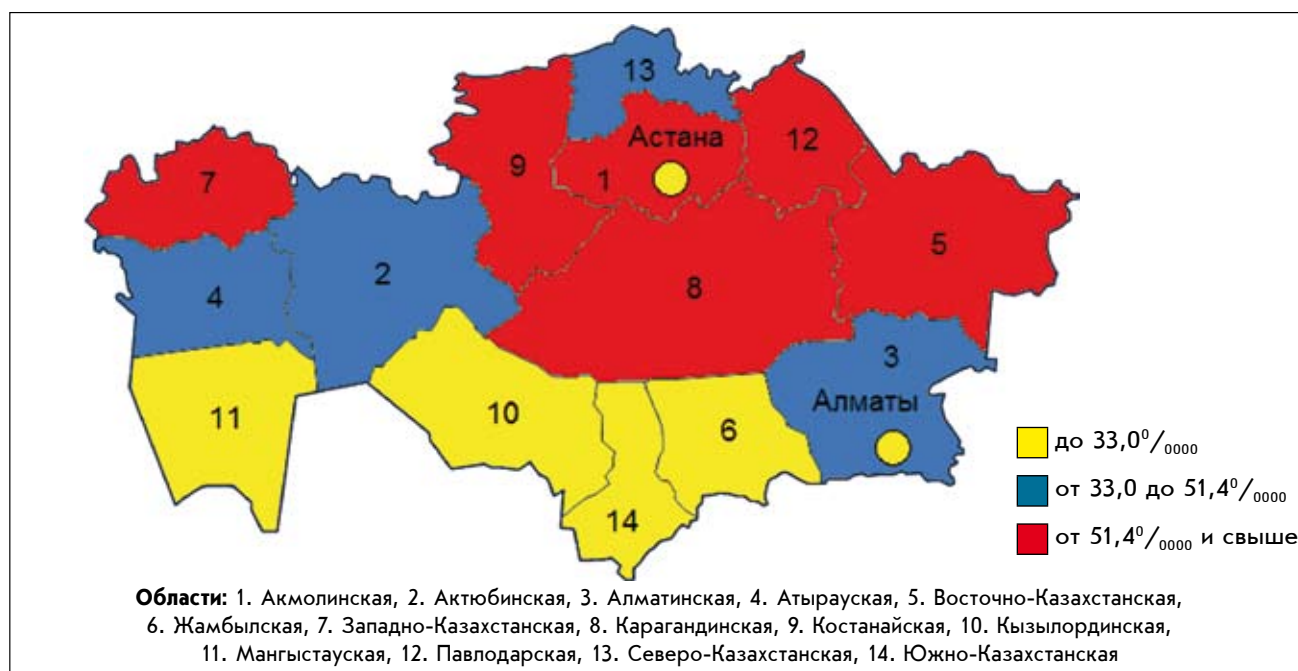 13
Астана
12
9
7
1
5
2
8
4
3
Алматы
11
10
6
14
до 33,0⁰/₀₀₀₀
от 33,0 до 51,4⁰/₀₀₀₀
от 51,4⁰/₀₀₀₀ и свыше
Области: 1. Акмолинская, 2. Актюбинская, 3. Алматинская, 4. Атырауская, 5. Восточно-Казахстанская,
6. Жамбылская, 7. Западно-Казахстанская, 8. Карагандинская, 9. Костанайская, 10. Кызылординская,
11. Мангыстауская, 12. Павлодарская, 13. Северо-Казахстанская, 14. Южно-Казахстанская